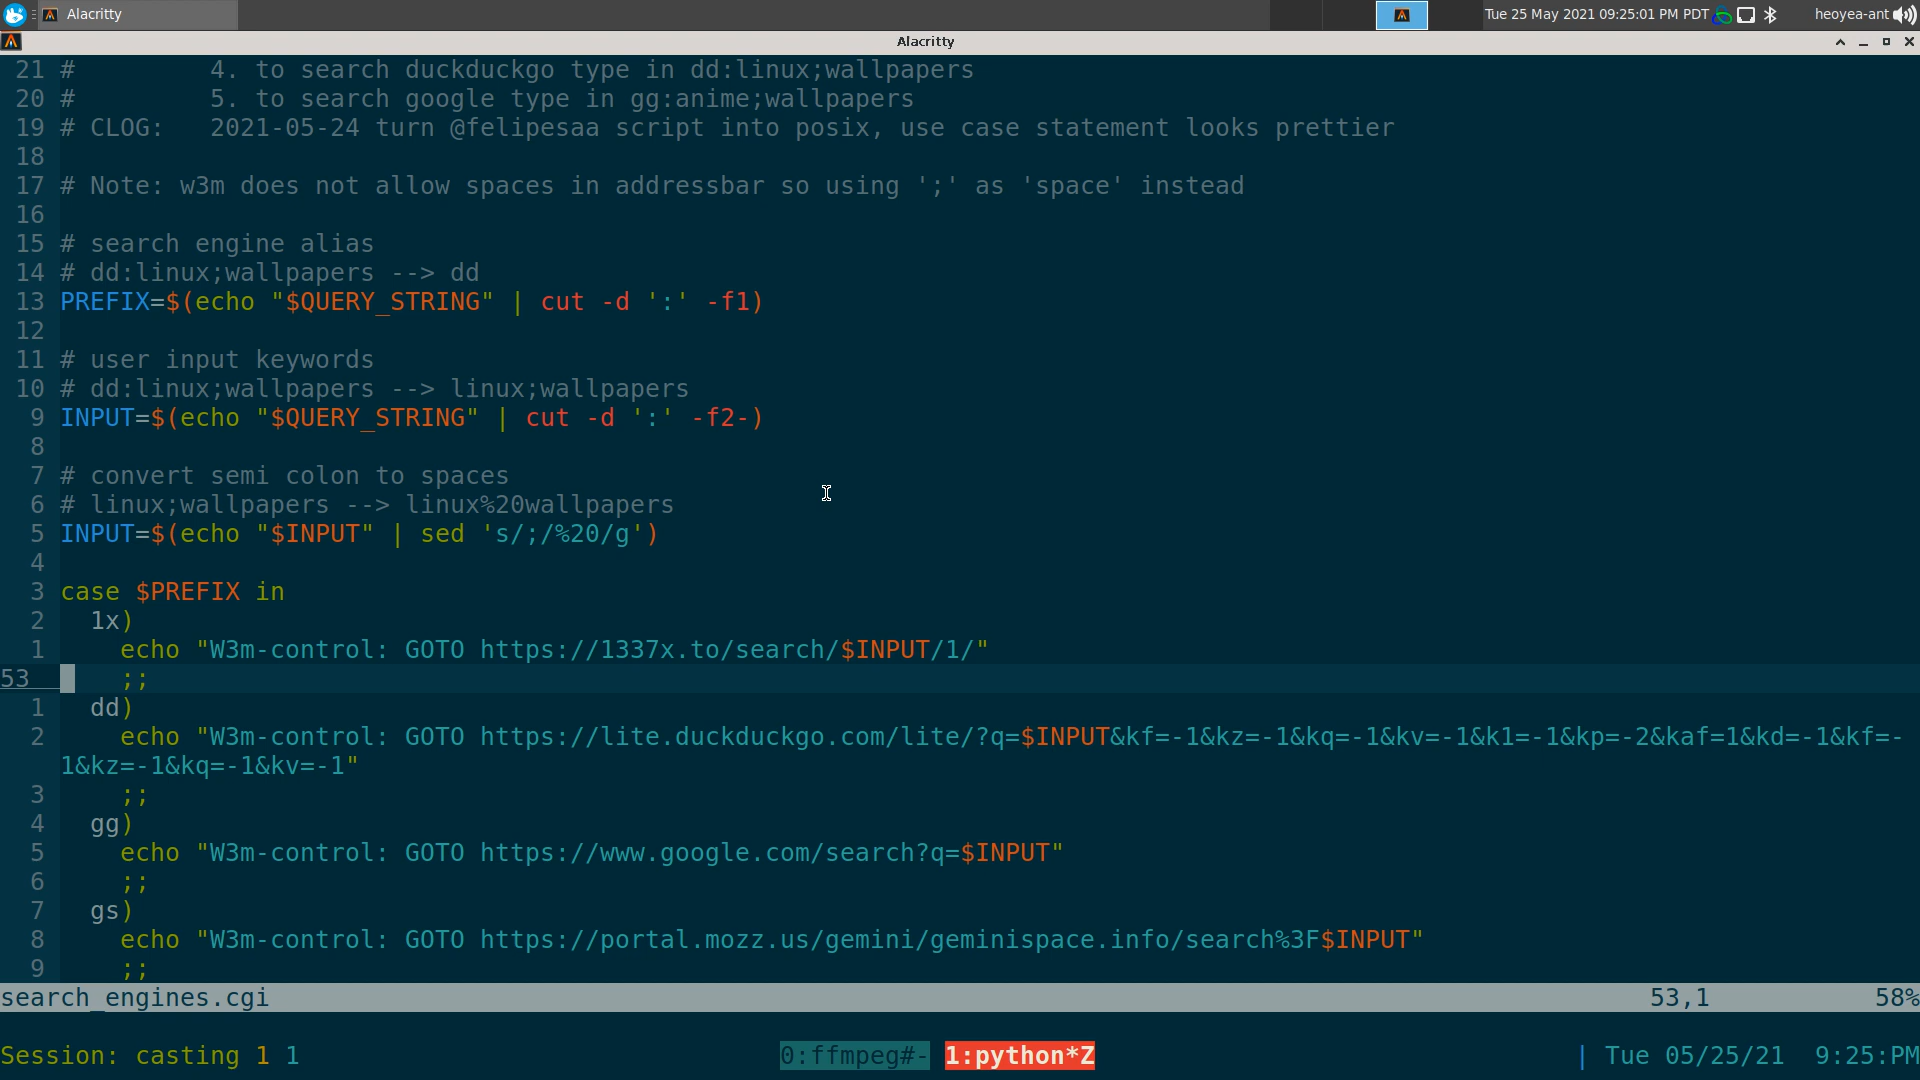 Alacritty
Tue 25 May 2021 09:25:01 PM PDT
heoyea-ant
Alacritty
21 #         4. to search duckduckgo type in dd:linux;wallpapers
20 #         5. to search google type in gg:anime;wallpapers
19 # CLOG:   2021-05-24 turn @felipesaa script into posix, use case statement looks prettier
18
17 # Note: w3m does not allow spaces in addressbar so using ';' as 'space' instead
16
15 # search engine alias
14 # dd:linux;wallpapers --> dd
13 PREFIX=$(echo "$QUERY_STRING" | cut -d ':' -f1)
12
11 # user input keywords
10 # dd:linux;wallpapers --> linux;wallpapers
9 INPUT=$(echo "$QUERY_STRING" | cut -d ':' -f2-)
8
7 # convert semi colon to spaces
6 # linux;wallpapers --> linux%20wallpapers
5 INPUT=$(echo "$INPUT" | sed 's/;/%20/g')
4
3 case $PREFIX in
2   1x)
1     echo "W3m-control: GOTO https://1337x.to/search/$INPUT/1/"
53     ;;
1   dd)
2     echo "W3m-control: GOTO https://lite.duckduckgo.com/lite/?q=$INPUT&kf=-1&kz=-1&kq=-1&kv=-1&k1=-1&kp=-2&kaf=1&kd=-1&kf=-
1&kz=-1&kq=-1&kv=-1"
3     ;;
4   gg)
5     echo "W3m-control: GOTO https://www.google.com/search?q=$INPUT"
6     ;;
7   gs)
8     echo "W3m-control: GOTO https://portal.mozz.us/gemini/geminispace.info/search%3F$INPUT"
9     ;;
search_engines.cgi 53,1 58%
Session: casting 1 1 0:ffmpeg#- 1:python*Z | Tue 05/25/21 9:25:PM